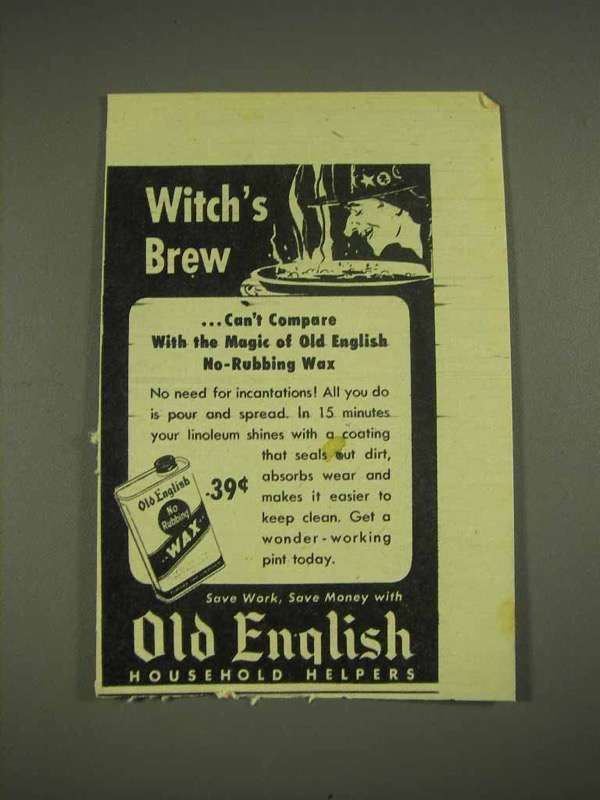 Witch's
Brew
...Can't Compare
With the Magic of Old English
No-Rubbing Wax
No need for incantations! All you do
is pour and spread. In 15 minutes
your linoleum shines with a coating
that seals out dirt,
absorbs wear and
makes it easier to
keep clean. Get a
wonder-working
pint today.
Old English
No
Rubbing
WAX
39¢
Save Work, Save Money with
Old English
HOUSEHOLD HELPERS